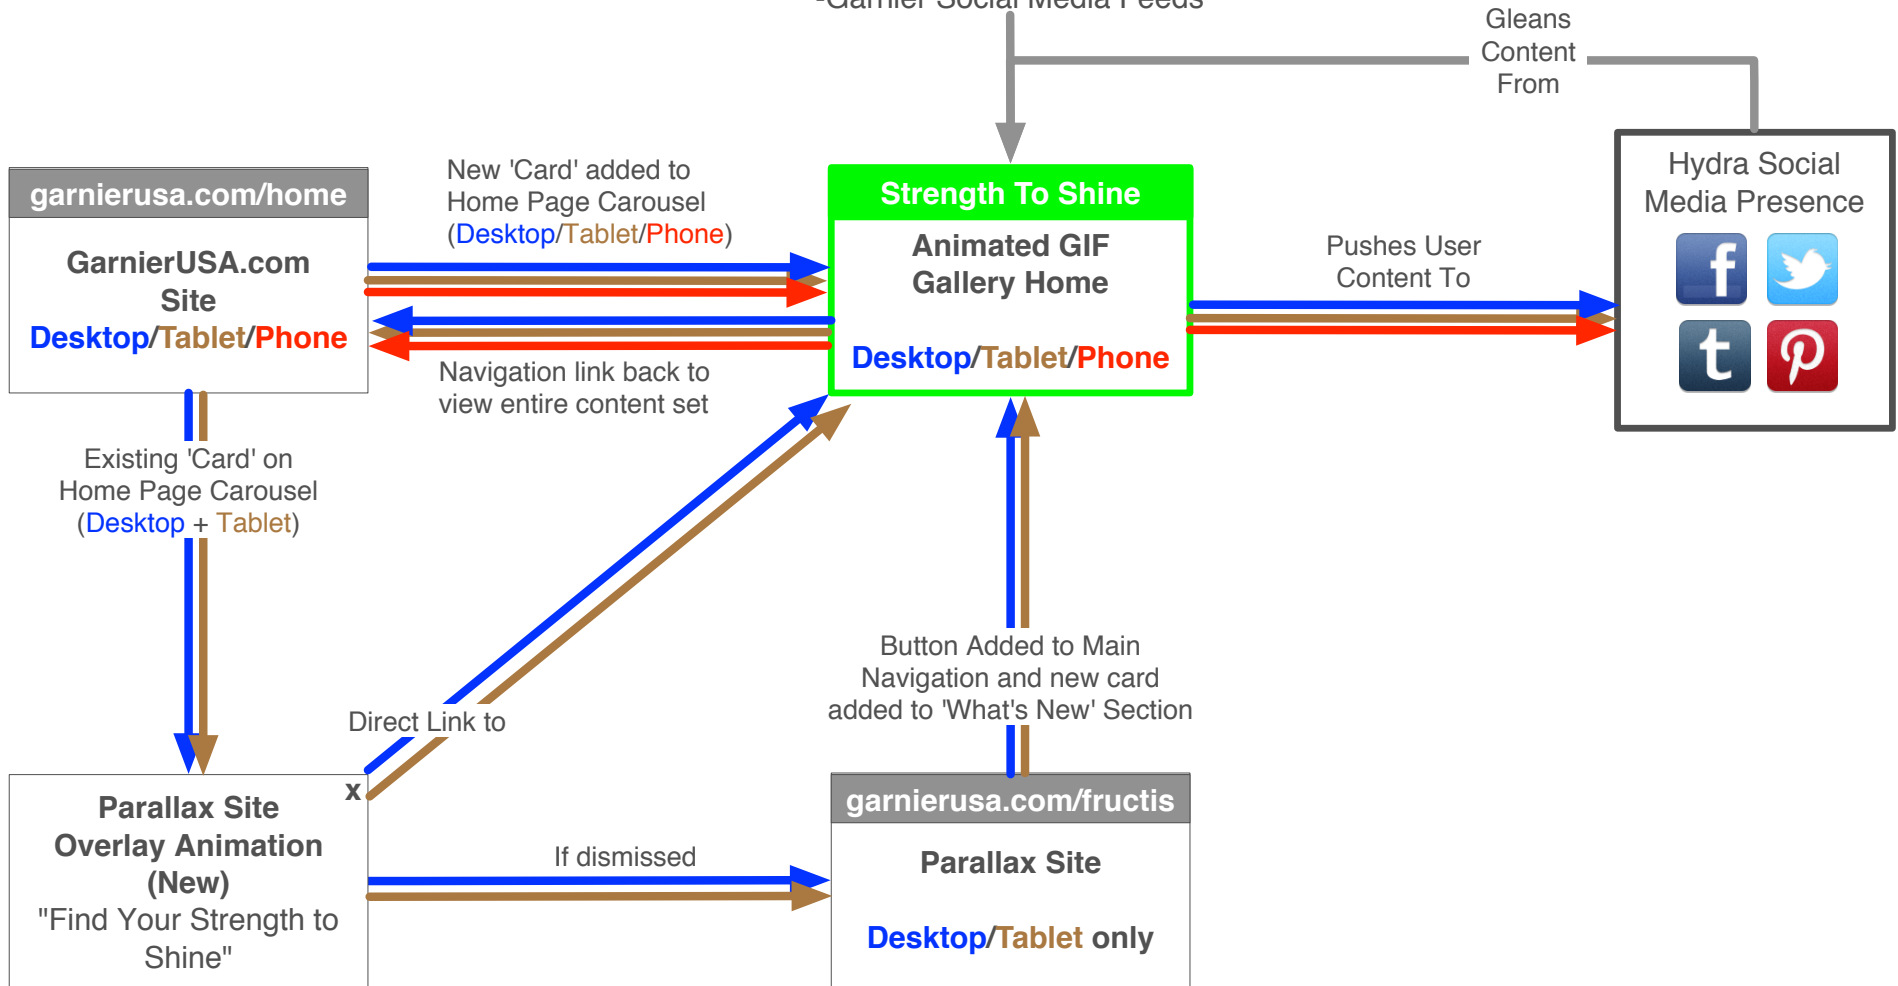 -Garnier Social Media Feeds
Gleans
Content
From
garnierusa.com/home
GarnierUSA.com
Site
Desktop/Tablet/Phone
New 'Card' added to
Home Page Carousel
(Desktop/Tablet/Phone)
Strength To Shine
Animated GIF
Gallery Home
Desktop/Tablet/Phone
Pushes User
Content To
Hydra Social
Media Presence
f
t
p
Navigation link back to
view entire content set
Existing 'Card' on
Home Page Carousel
(Desktop + Tablet)
Direct Link to
Button Added to Main
Navigation and new card
added to 'What's New' Section
x
Parallax Site
Overlay Animation
(New)
"Find Your Strength to
Shine"
If dismissed
garnierusa.com/fructis
Parallax Site
Desktop/Tablet only